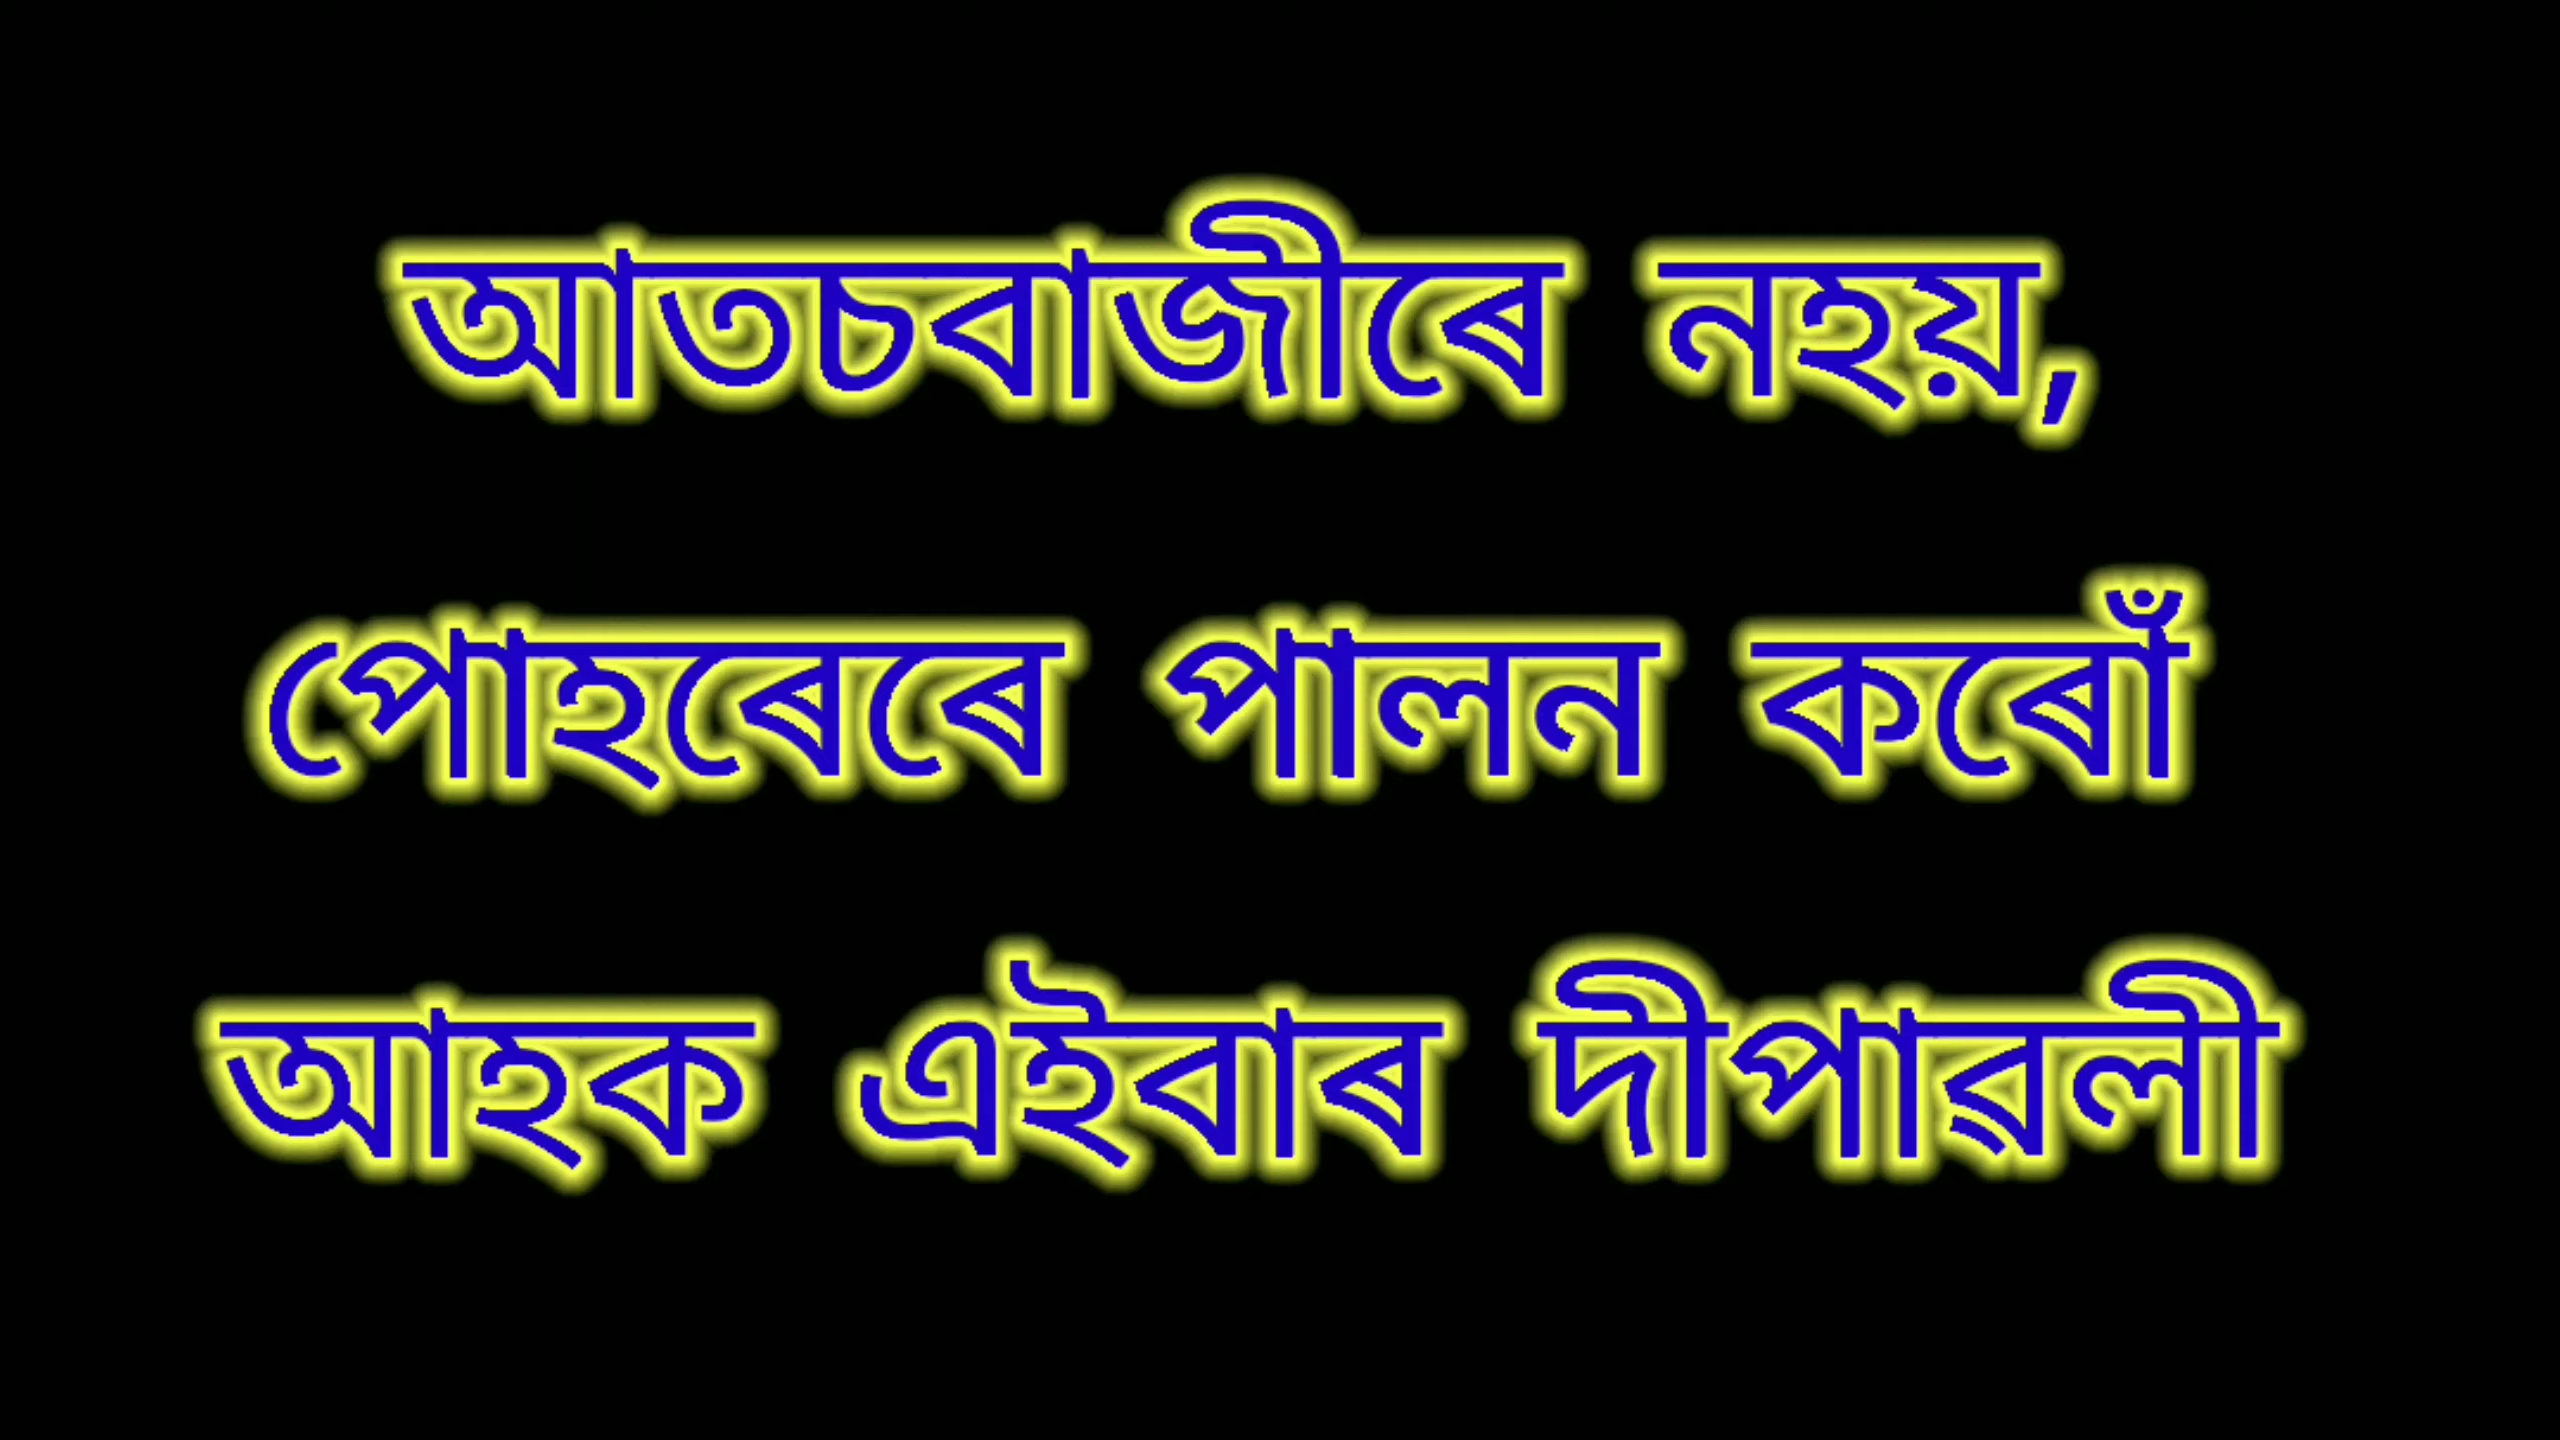 আতচবাজীৰে নহয়,
পোহৰেৰে পালন কৰোঁ
আহক এইবাৰ দীপাৱলী